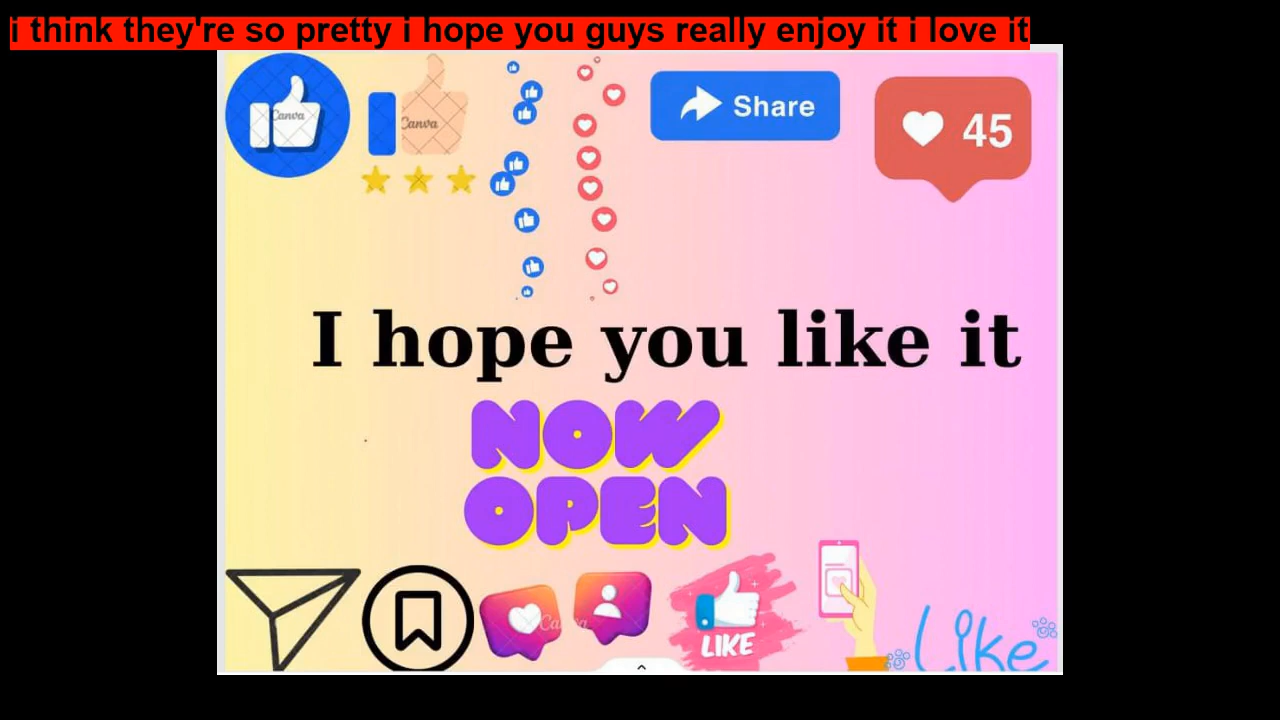 i think they're so pretty i hope you guys really enjoy it i love it
Canva
Canva
Share
45
I hope you like it
NOW
OPEN
Canva
LIKE
Like